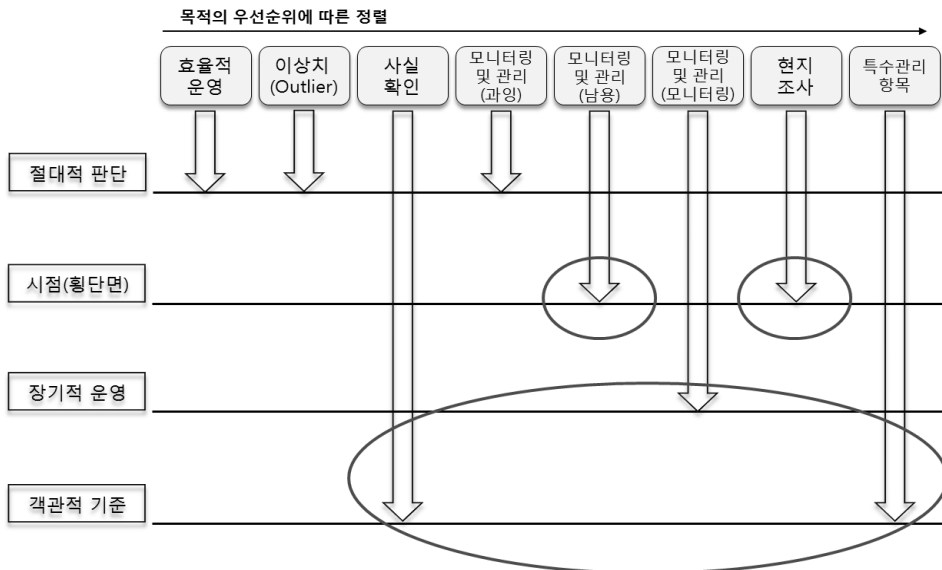 목적의 우선순위에 따른 정렬
효율적
운영
이상치
(Outlier)
사실
확인
모니터링
및 관리
(과잉)
모니터링
및 관리
(남용)
모니터링
및 관리
(모니터링)
현지
조사
특수관리
항목
절대적 판단
시점(횡단면)
장기적 운영
객관적 기준